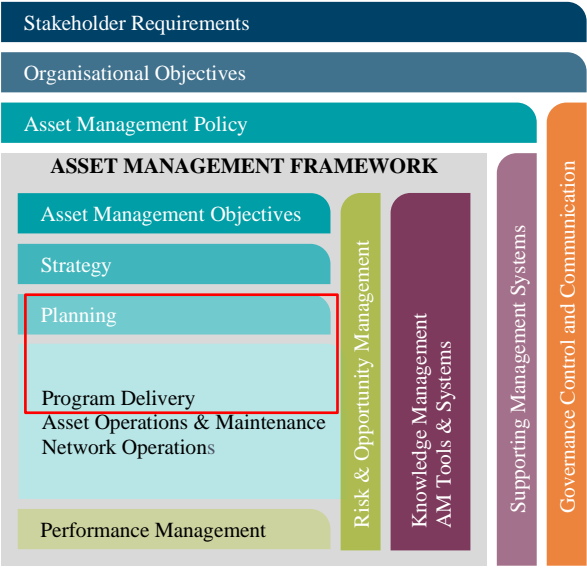 Stakeholder Requirements
Organisational Objectives
Asset Management Policy
ASSET MANAGEMENT FRAMEWORK
Asset Management Objectives
Strategy
Planning
Program Delivery
Asset Operations & Maintenance
Network Operations
Performance Management
Risk & Opportunity Management
Knowledge Management
AM Tools & Systems
Supporting Management Systems
Governance Control and Communication